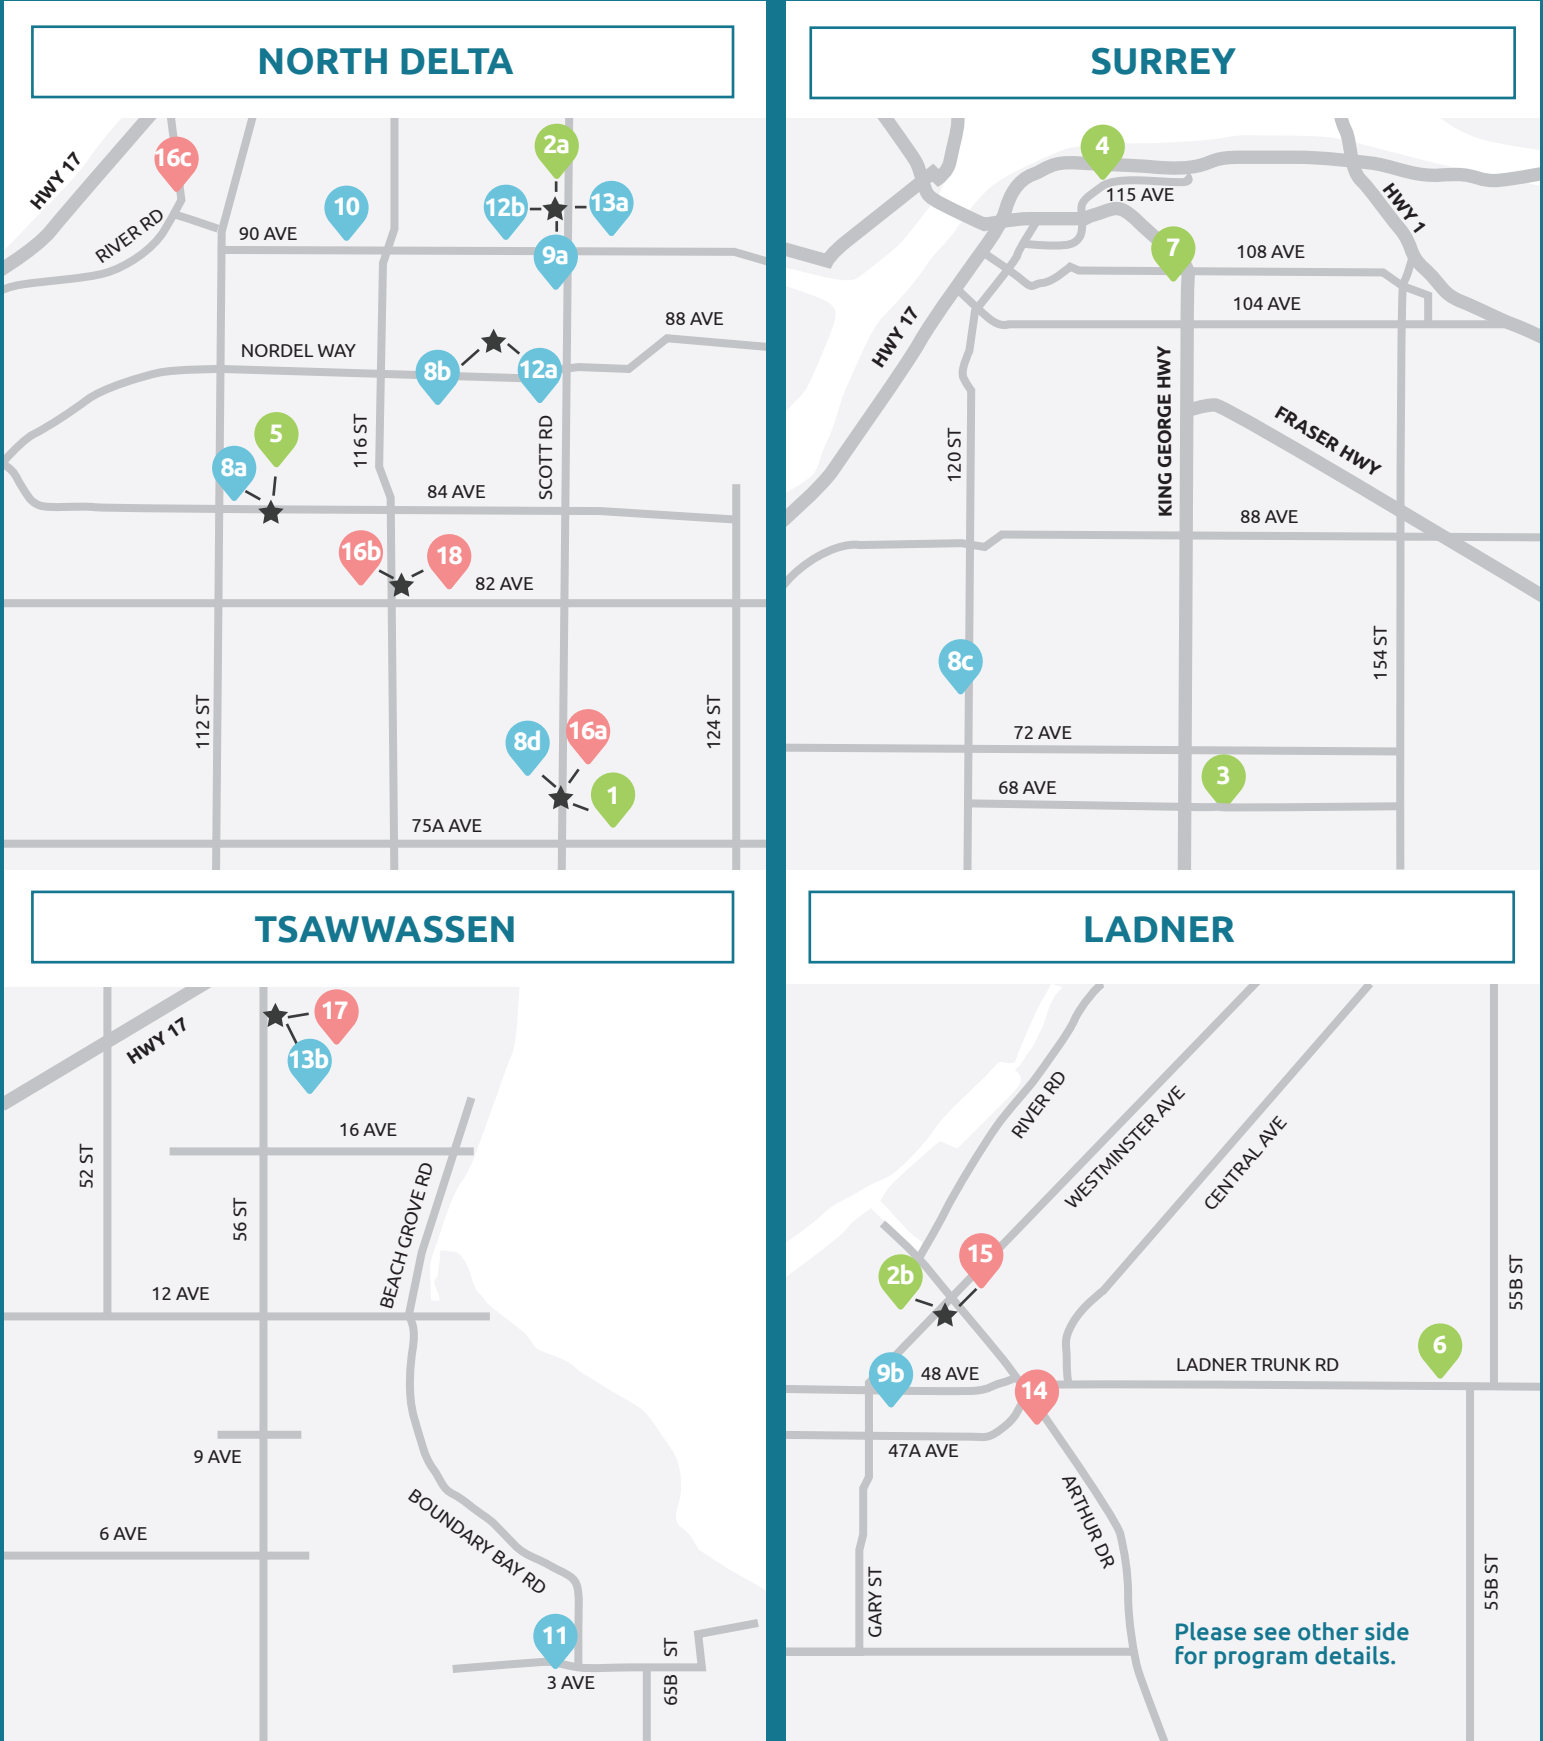 NORTH DELTA
HWY 17
16c
RIVER RD
10
90 AVE
2a
12b
13a
9a
88 AVE
NORDEL WAY
8b
12a
116 ST
SCOTT RD
5
8a
84 AVE
16b
18
82 AVE
112 ST
124 ST
8d
16a
1
75A AVE
SURREY
4
115 AVE
HWY 1
7
108 AVE
104 AVE
HWY 17
KING GEORGE HWY
FRASER HWY
120 ST
88 AVE
8c
154 ST
72 AVE
3
68 AVE
TSAWWASSEN
17
HWY 17
13b
16 AVE
52 ST
56 ST
BEACH GROVE RD
12 AVE
9 AVE
BOUNDARY BAY RD
6 AVE
11
3 AVE
65B ST
LADNER
RIVER RD
WESTMINSTER AVE
CENTRAL AVE
15
2b
55B ST
6
LADNER TRUNK RD
9b
48 AVE
14
47A AVE
ARTHUR DR
GARY ST
55B ST
Please see other side
for program details.